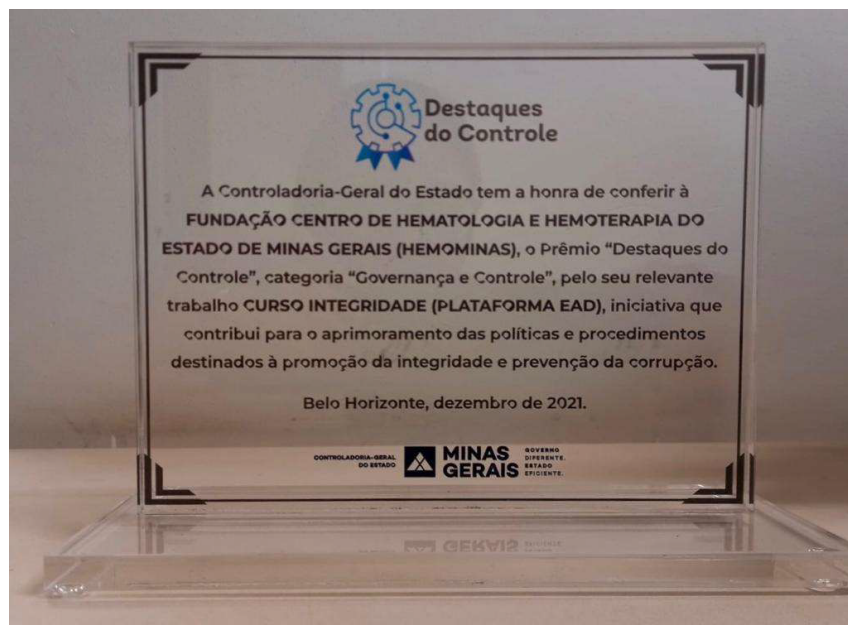 Destaques
do Controle
A Controladoria-Geral do Estado tem a honra de conferir à
FUNDAÇÃO CENTRO DE HEMATOLOGIA E HEMOTERAPIA DO
ESTADO DE MINAS GERAIS (HEMOMINAS), o Prêmio “Destaques do
Controle”, categoria “Governança e Controle”, pelo seu relevante
trabalho CURSO INTEGRIDADE (PLATAFORMA EAD), iniciativa que
contribui para o aprimoramento das políticas e procedimentos
destinados à promoção da integridade e prevenção da corrupção.
Belo Horizonte, dezembro de 2021.
CONTROLADORIA-GERAL
DO ESTADO
MINAS
GERAIS
GOVERNO
DIFERENTE.
ESTADO
EFICIENTE.